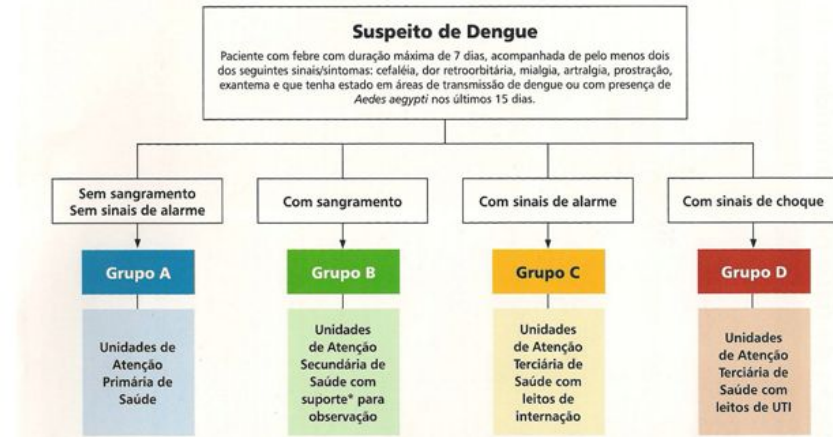 Suspeito de Dengue
Paciente com febre com duração máxima de 7 dias, acompanhada de pelo menos dois
dos seguintes sinais/sintomas: cefaléia, dor retroorbitária, mialgia, artralgia, prostração,
exantema e que tenha estado em áreas de transmissão de dengue ou com presença de
Aedes aegypti nos últimos 15 dias.
Sem sangramento
Sem sinais de alarme
Com sangramento
Com sinais de alarme
Com sinais de choque
Grupo A
Grupo B
Grupo C
Grupo D
Unidades de
Atenção
Primária de
Saúde
Unidades
de Atenção
Secundária de
Saúde com
suporte* para
observação
Unidades
de Atenção
Terciária de
Saúde com
leitos de
internação
Unidades
de Atenção
Terciária de
Saúde com
leitos de UTI